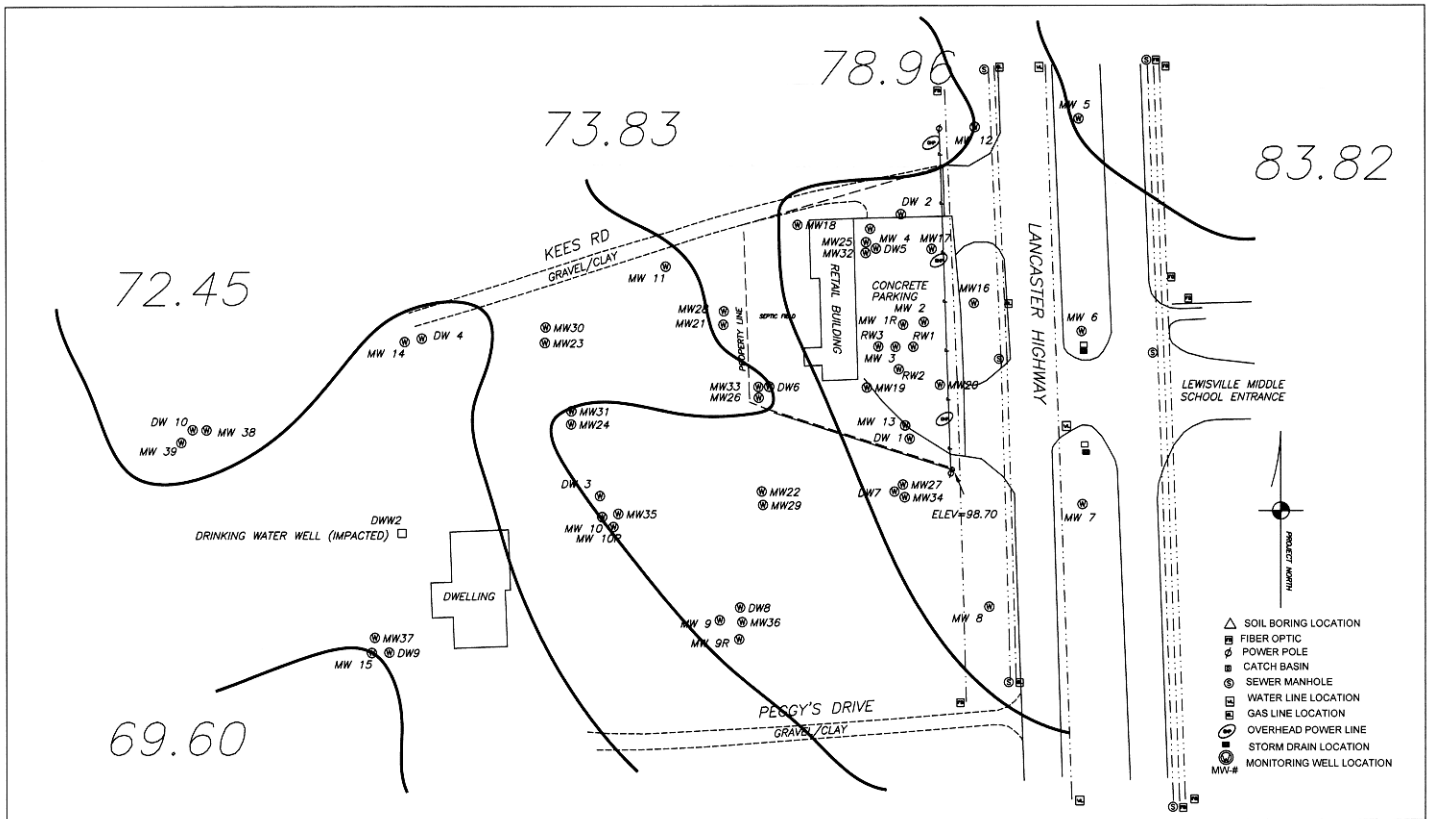 78.96
73.83
83.82
72.45
69.60
MW 5
MW 12
DW 2
MW18
MW 4
MW25
DW5
MW32
MW17
KEES RD
GRAVEL/CLAY
MW 11
LANCASTER HIGHWAY
RETAIL BUILDING
CONCRETE
PARKING
MW16
MW 2
MW 1R
MW28
MW21
PROPERTY LINE
SEPTIC FIELD
MW30
MW23
DW 4
MW 14
RW3
RW1
MW 3
RW2
MW 6
MW33
DW6
MW26
MW19
MW20
LEWISVILLE MIDDLE
SCHOOL ENTRANCE
MW31
MW24
MW 13
DW 1
DW 10
MW 38
MW 39
DW 3
MW35
MW 10
MW 10R
MW22
MW29
MW27
DW7
MW34
ELEV=98.70
MW 7
DWW2
DRINKING WATER WELL (IMPACTED)
DWELLING
PROJECT NORTH
DW8
MW 9
MW36
MW 9R
MW 8
MW37
MW 15
DW9
PEGGY'S DRIVE
GRAVEL/CLAY
SOIL BORING LOCATION
FIBER OPTIC
POWER POLE
CATCH BASIN
SEWER MANHOLE
WATER LINE LOCATION
GAS LINE LOCATION
OVERHEAD POWER LINE
STORM DRAIN LOCATION
MONITORING WELL LOCATION
MW-#